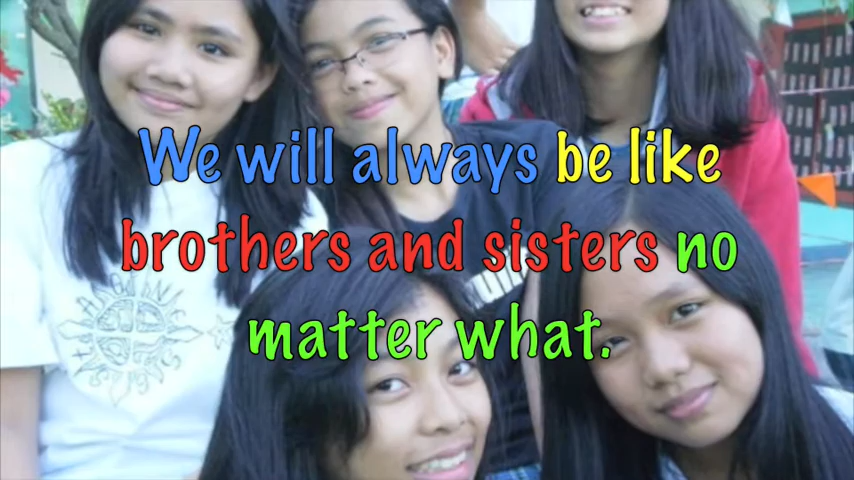 We will always be like
brothers and sisters no
matter what.